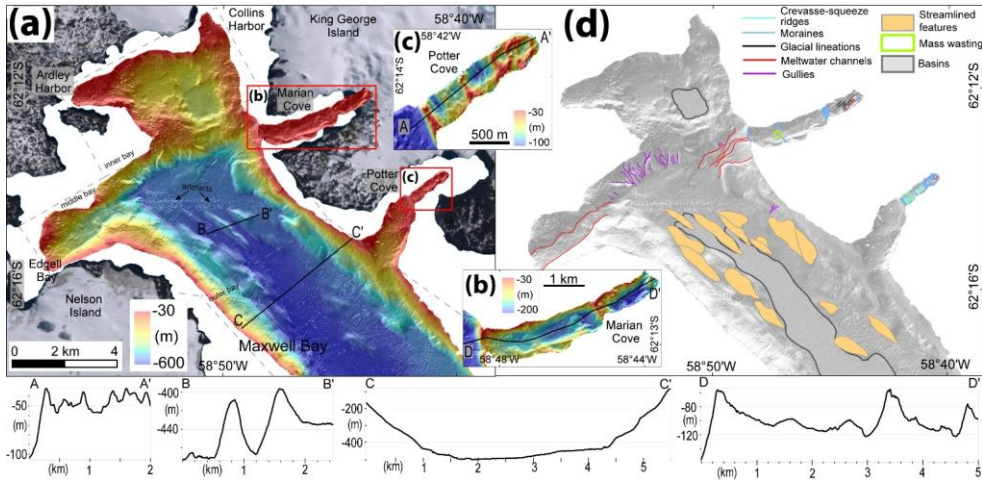 (a)
Collins
Harbor
King George
Island
58°40'W
62°12'S
Ardley
Harbor
(b)
Marian
Cove
inner bay
middle bay
artifacts
B
B'
C'
C
Potter
Cove
(c)
62°16'S
Edgell
Bay
outer bay
Nelson
Island
-30
(m)
-600
0
2 km
4
58°50'W
Maxwell Bay
(c)
58°42'W
62°14'S
Potter
Cove
A'
A
-30
(m)
-100
500 m
(b)
-30
(m)
-200
1 km
D'
D
Marian
Cove
58°48'W
58°44'W
62°13'S
(d)
Crevasse-squeeze
ridges
Moraines
Glacial lineations
Meltwater channels
Gullies
Streamlined
features
Mass wasting
Basins
62°12'S
62°16'S
58°50'W
58°40'W
A
A'
-50
(m)
-100
(km)
1
2
B
B'
-400
(m)
-440
(km)
1
2
C
C'
-200
(m)
-400
(km)
1
2
3
4
5
D
D'
-80
(m)
-120
(km)
1
2
3
4
5